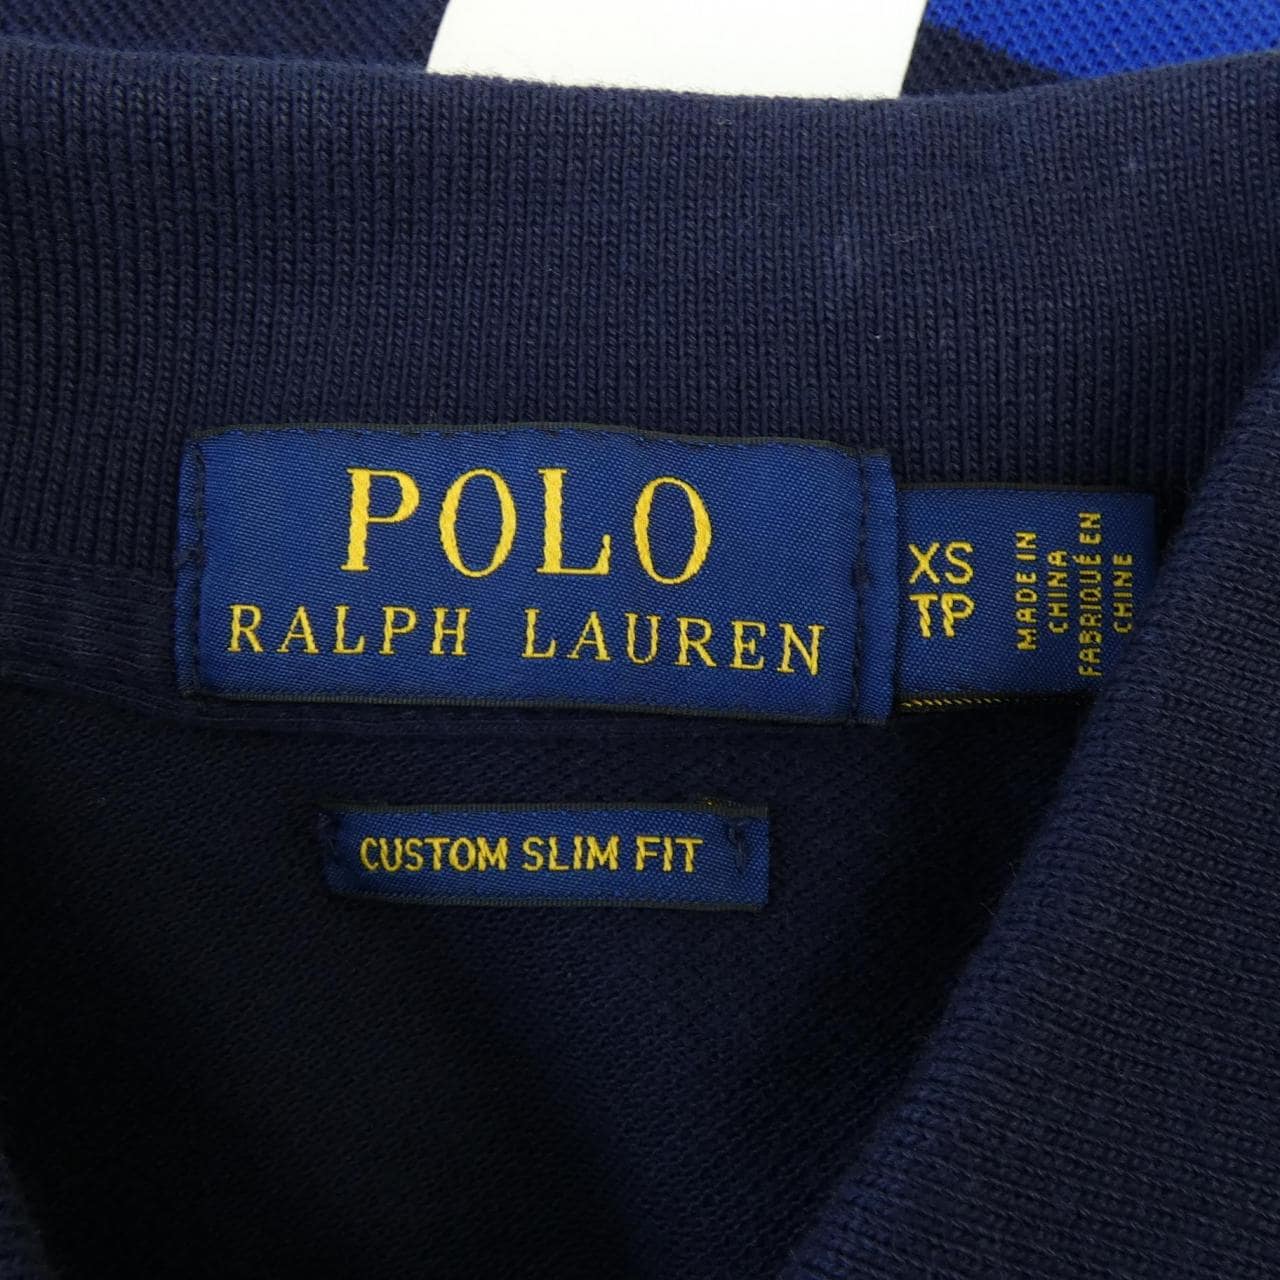 POLO
RALPH LAUREN
XS
TP
MADE IN
CHINA
FABRIQUÉ EN
CHINE
CUSTOM SLIM FIT